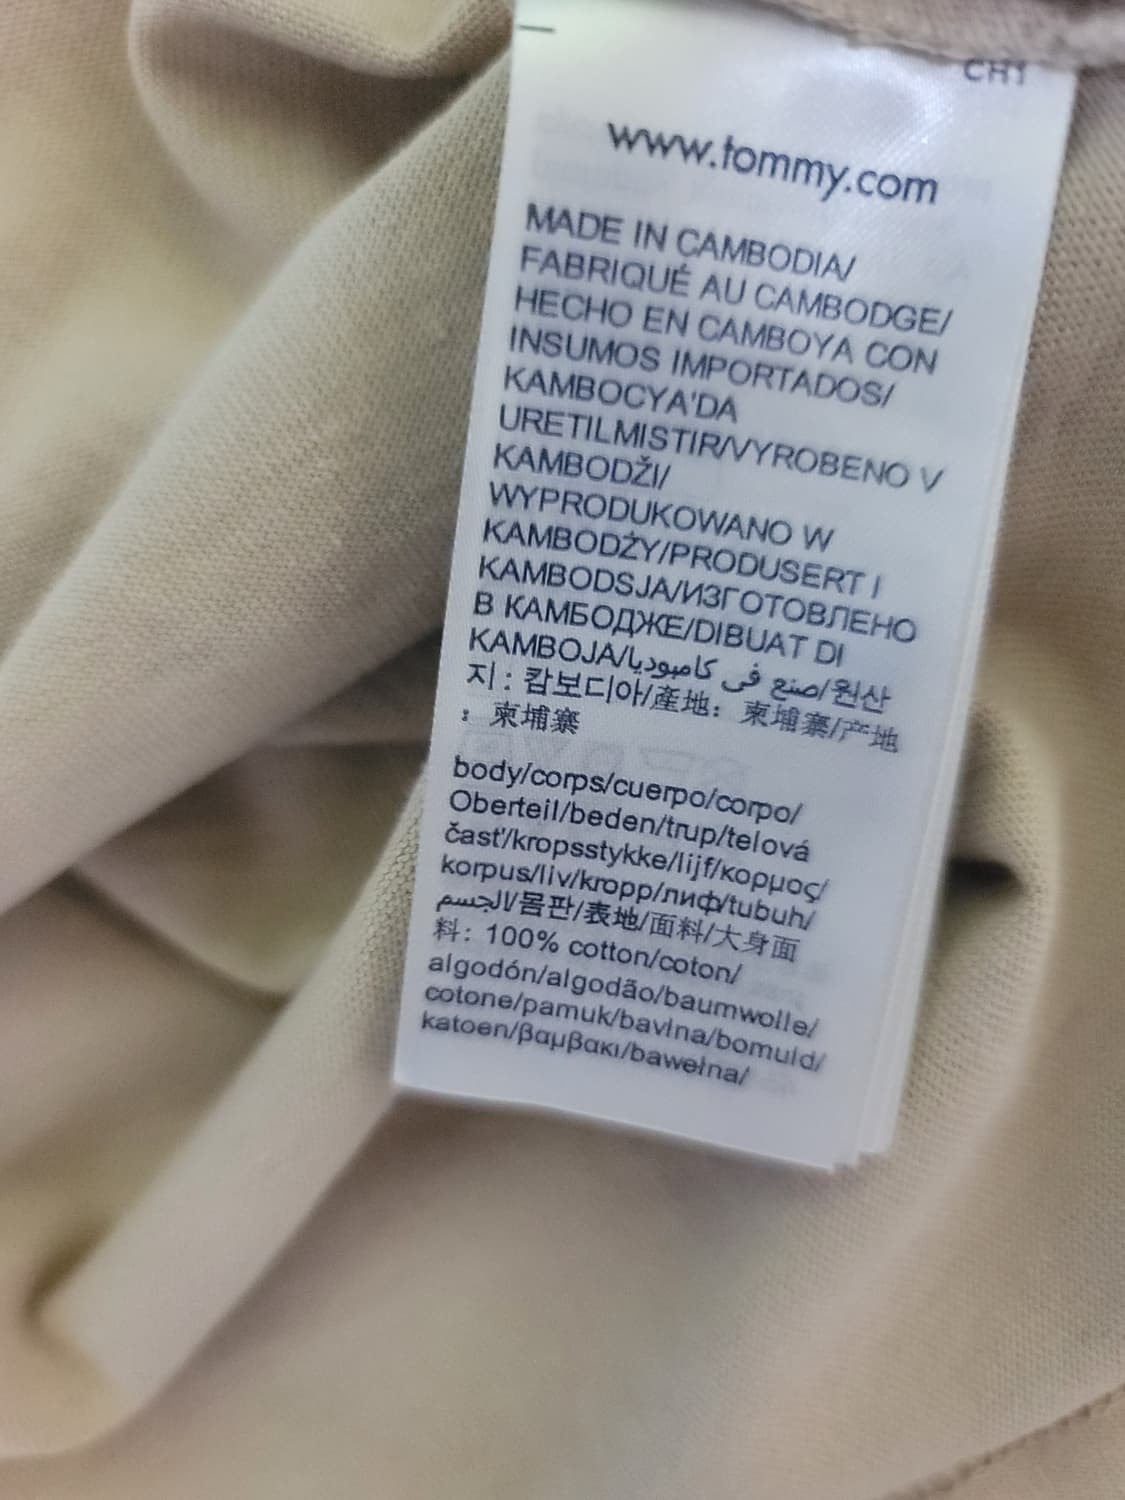 CH1
www.tommy.com
MADE IN CAMBODIA/
FABRIQUÉ AU CAMBODGE/
HECHO EN CAMBOYA CON
INSUMOS IMPORTADOS/
KAMBOCYA'DA
URETILMISTIR/VYROBENO V
KAMBODŽI/
WYPRODUKOWANO W
KAMBODŻY/PRODUSERT I
KAMBODSJA/ИЗГОТОВЛЕНО
В КАМБОДЖЕ/DIBUAT DI
KAMBOJA/صنع في كامبوديا/원산
지 : 캄보디아/產地：柬埔寨/产地
：柬埔寨
body/corps/cuerpo/corpo/
Oberteil/beden/trup/telová
časť/kropsstykke/lijf/κορμος/
korpus/liv/kropp/лиф/tubuh/
الجسم/몸판/表地/面料/大身面
料: 100% cotton/coton/
algodón/algodão/baumwolle/
cotone/pamuk/bavlna/bomuld/
katoen/βαμβακι/bawełna/